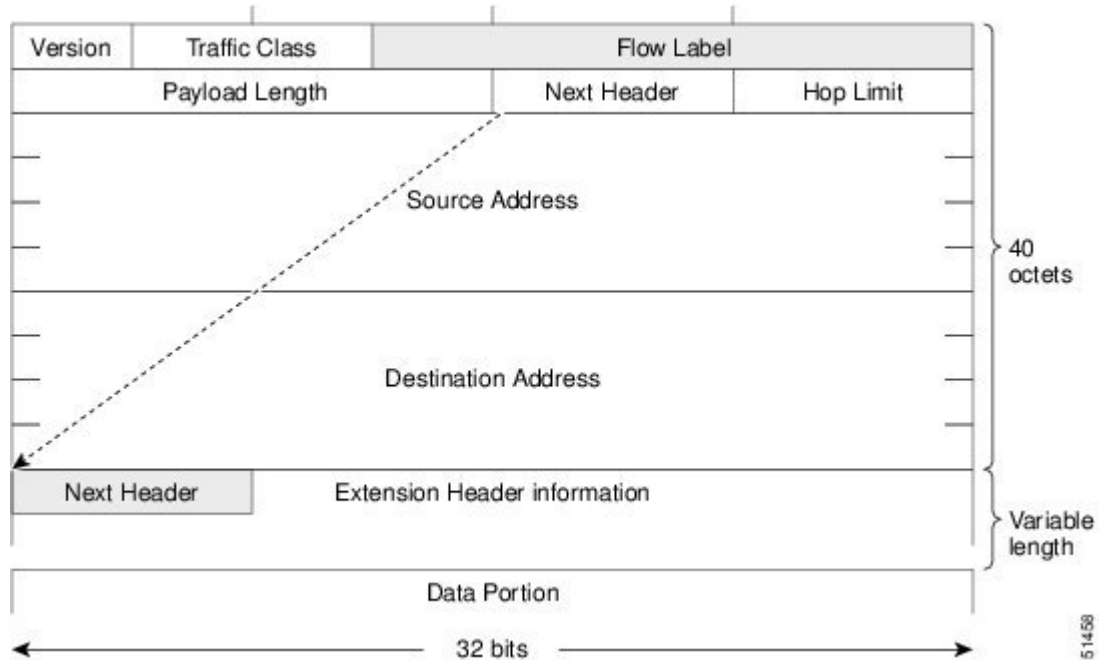 Version Traffic Class Flow Label
Payload Length Next Header Hop Limit
Source Address
40
octets
Destination Address
Next Header Extension Header information
Variable
length
Data Portion
32 bits
51458